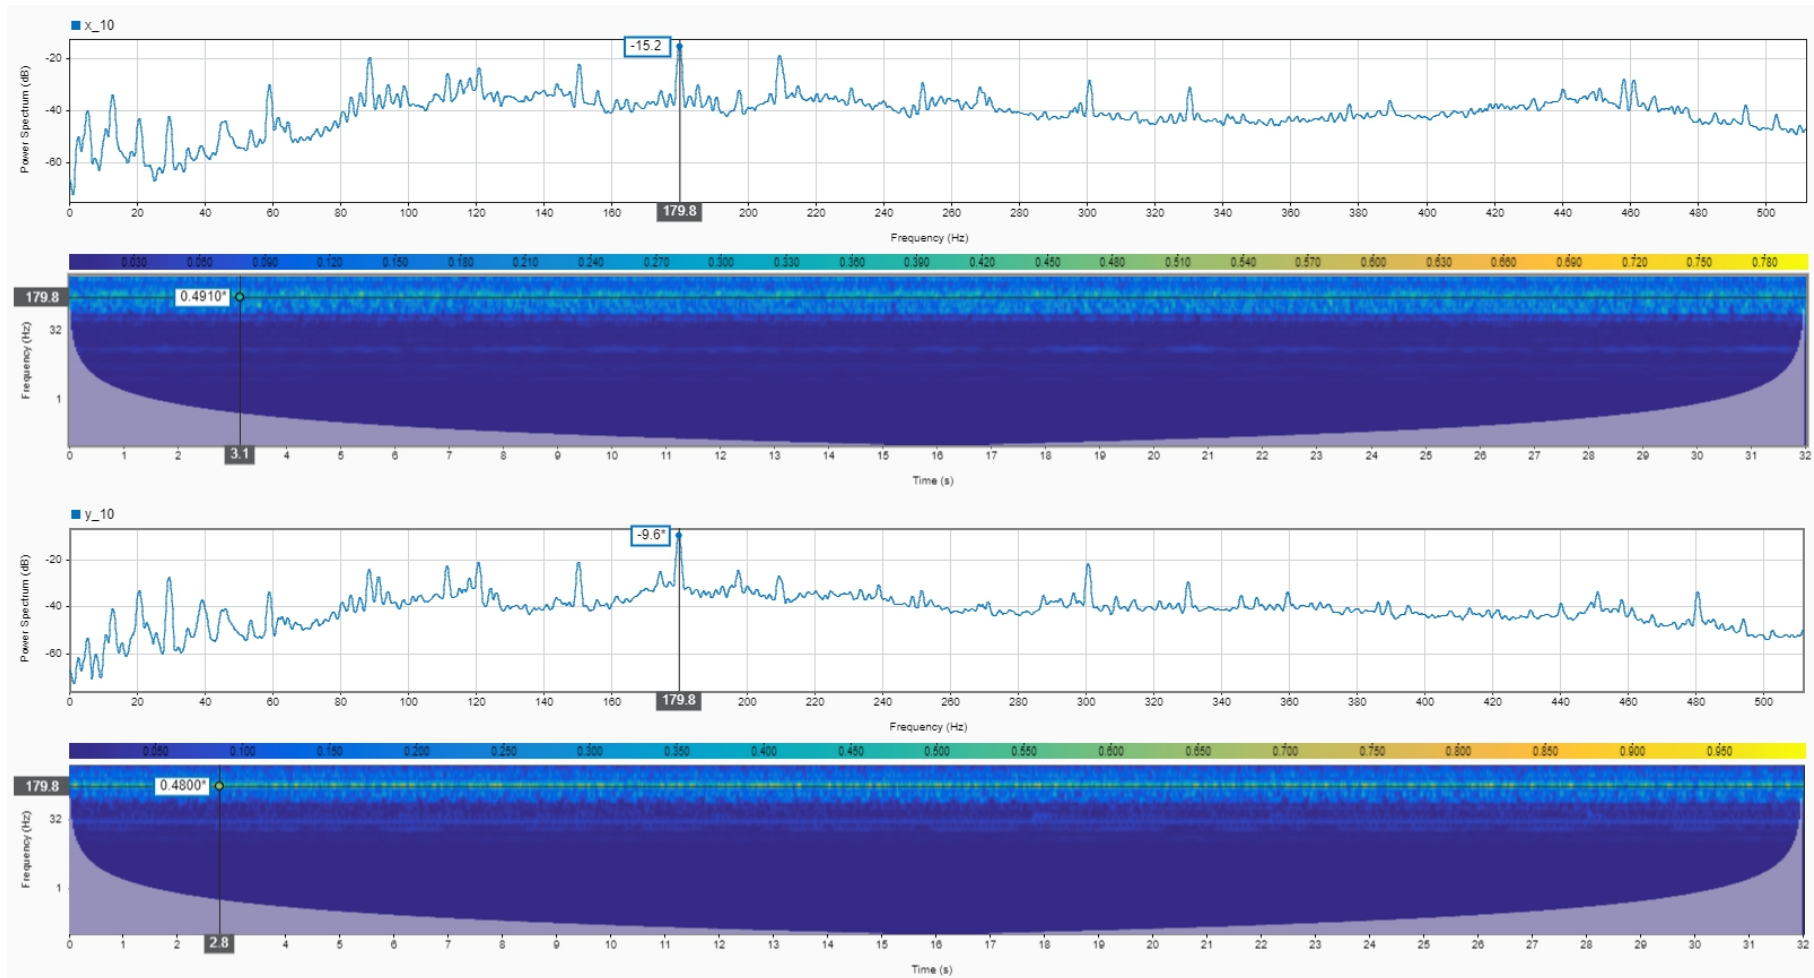 x_10
-15.2
Power Spectrum (dB)
-20
-40
-60
0 20 40 60 80 100 120 140 160 179.8 200 220 240 260 280 300 320 340 360 380 400 420 440 460 480 500
Frequency (Hz)
0.030 0.060 0.090 0.120 0.150 0.180 0.210 0.240 0.270 0.300 0.330 0.360 0.390 0.420 0.450 0.480 0.510 0.540 0.570 0.600 0.630 0.660 0.690 0.720 0.750 0.780
179.8
0.4910*
32
Frequency (Hz)
1
0 1 2 3.1 4 5 6 7 8 9 10 11 12 13 14 15 16 17 18 19 20 21 22 23 24 25 26 27 28 29 30 31 32
Time (s)
y_10
-9.6*
Power Spectrum (dB)
-20
-40
-60
0 20 40 60 80 100 120 140 160 179.8 200 220 240 260 280 300 320 340 360 380 400 420 440 460 480 500
Frequency (Hz)
0.050 0.100 0.150 0.200 0.250 0.300 0.350 0.400 0.450 0.500 0.550 0.600 0.650 0.700 0.750 0.800 0.850 0.900 0.950
179.8
0.4800*
32
Frequency (Hz)
1
0 1 2 2.8 4 5 6 7 8 9 10 11 12 13 14 15 16 17 18 19 20 21 22 23 24 25 26 27 28 29 30 31 32
Time (s)